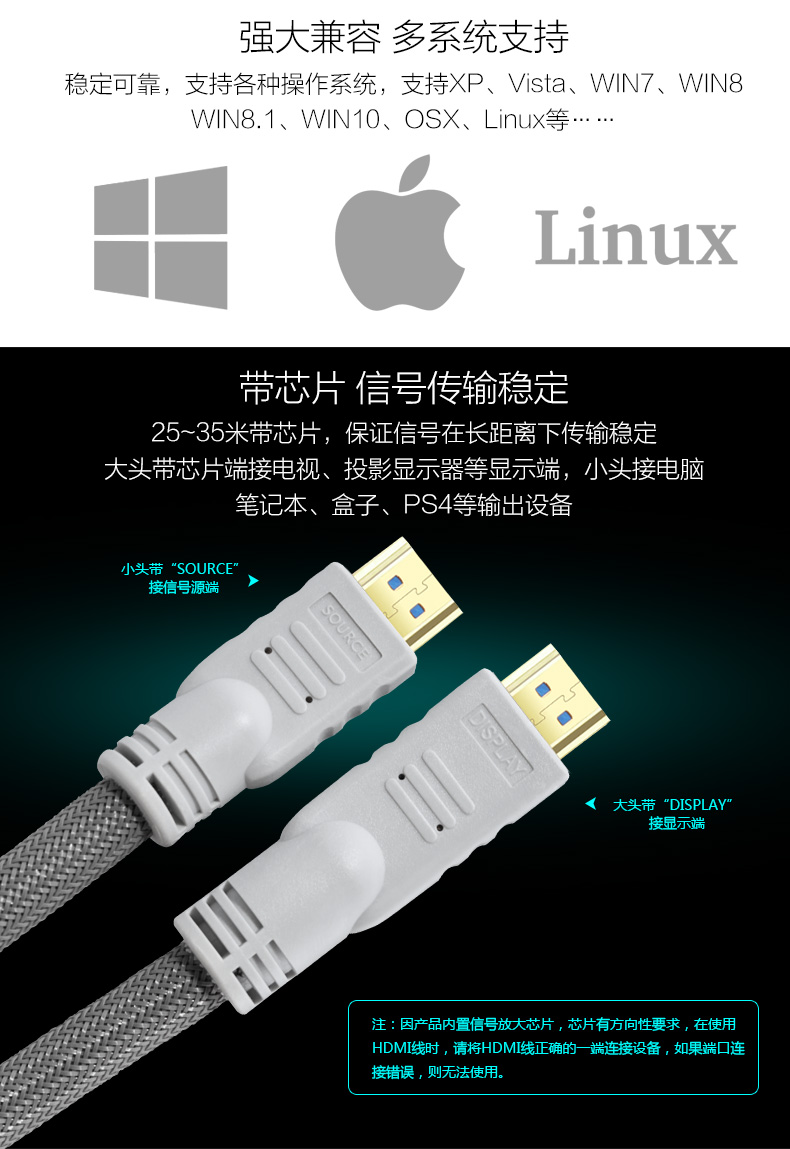 强大兼容 多系统支持
稳定可靠，支持各种操作系统，支持XP、Vista、WIN7、WIN8
WIN8.1、WIN10、OSX、Linux等… …
Linux
带芯片 信号传输稳定
25~35米带芯片，保证信号在长距离下传输稳定
大头带芯片端接电视、投影显示器等显示端，小头接电脑
笔记本、盒子、PS4等输出设备
小头带“SOURCE”
接信号源端
SOURCE
DISPLAY
大头带“DISPLAY”
接显示端
注：因产品内置信号放大芯片，芯片有方向性要求，在使用
HDMI线时，请将HDMI线正确的一端连接设备，如果端口连
接错误，则无法使用。